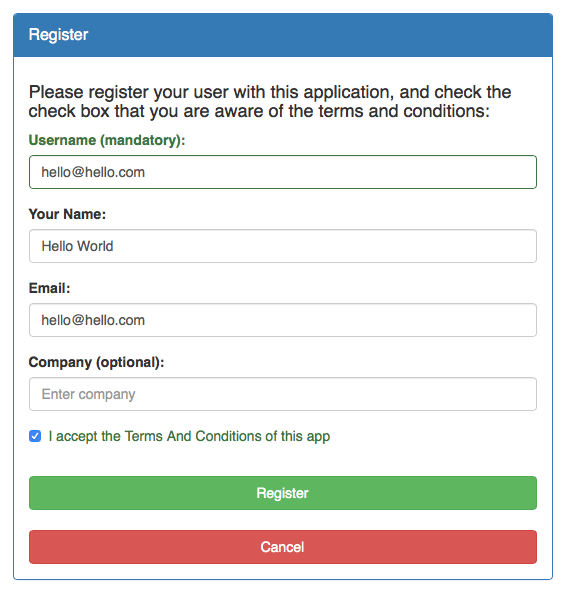 Register
Please register your user with this application, and check the
check box that you are aware of the terms and conditions:
Username (mandatory):
hello@hello.com
Your Name:
Hello World
Email:
hello@hello.com
Company (optional):
Enter company
I accept the Terms And Conditions of this app
Register
Cancel